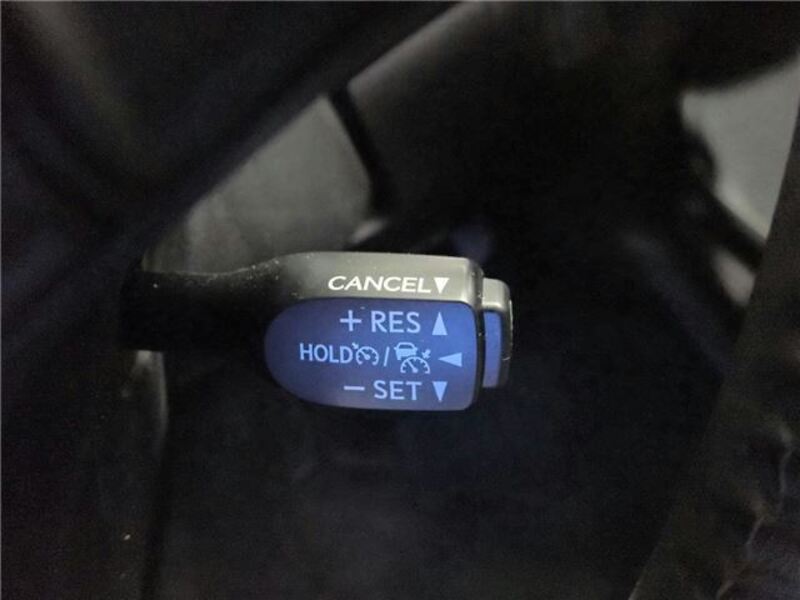 CANCEL▼
+ RES ▲
HOLD / ◀
− SET ▼